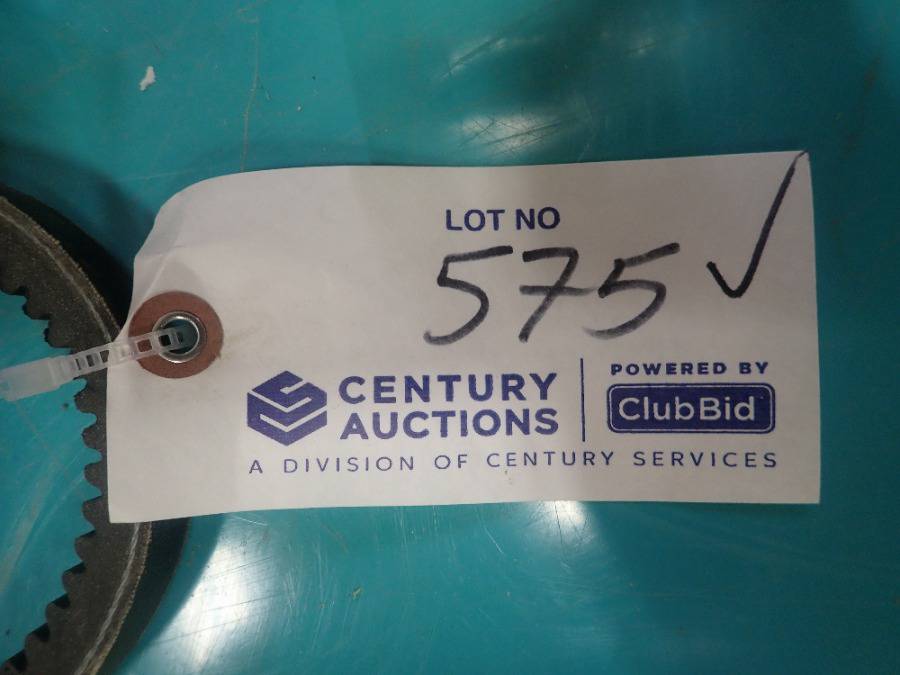 LOT NO
575 ✓
CENTURY
AUCTIONS
POWERED BY
ClubBid
A DIVISION OF CENTURY SERVICES